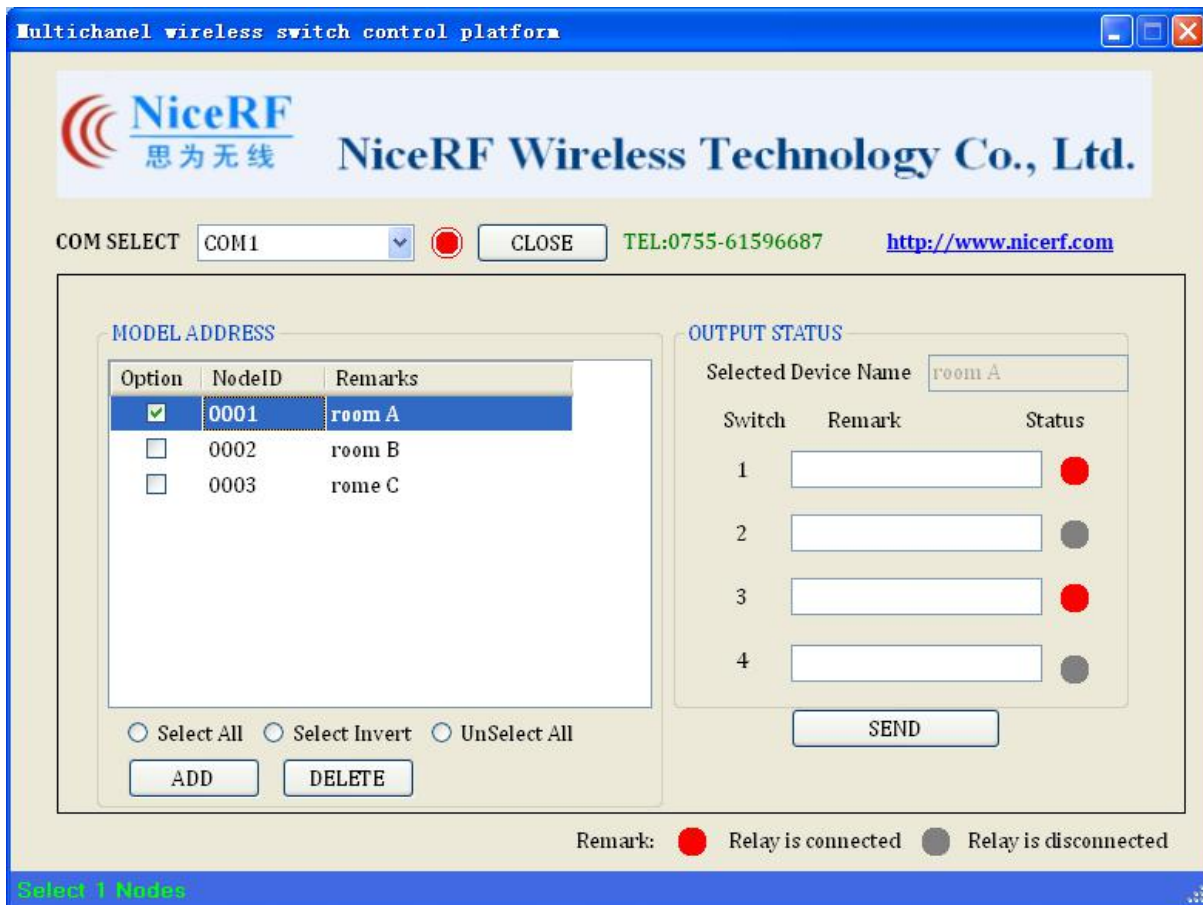 Multichanel wireless switch control platform
NiceRF
思为无线
NiceRF Wireless Technology Co., Ltd.
COM SELECT COM1 CLOSE TEL:0755-61596687 http://www.nicerf.com
MODEL ADDRESS
Option NodeID Remarks
0001 room A
0002 room B
0003 rome C
Select All Select Invert UnSelect All
ADD DELETE
OUTPUT STATUS
Selected Device Name room A
Switch Remark Status
1
2
3
4
SEND
Remark: Relay is connected Relay is disconnected
Select 1 Nodes